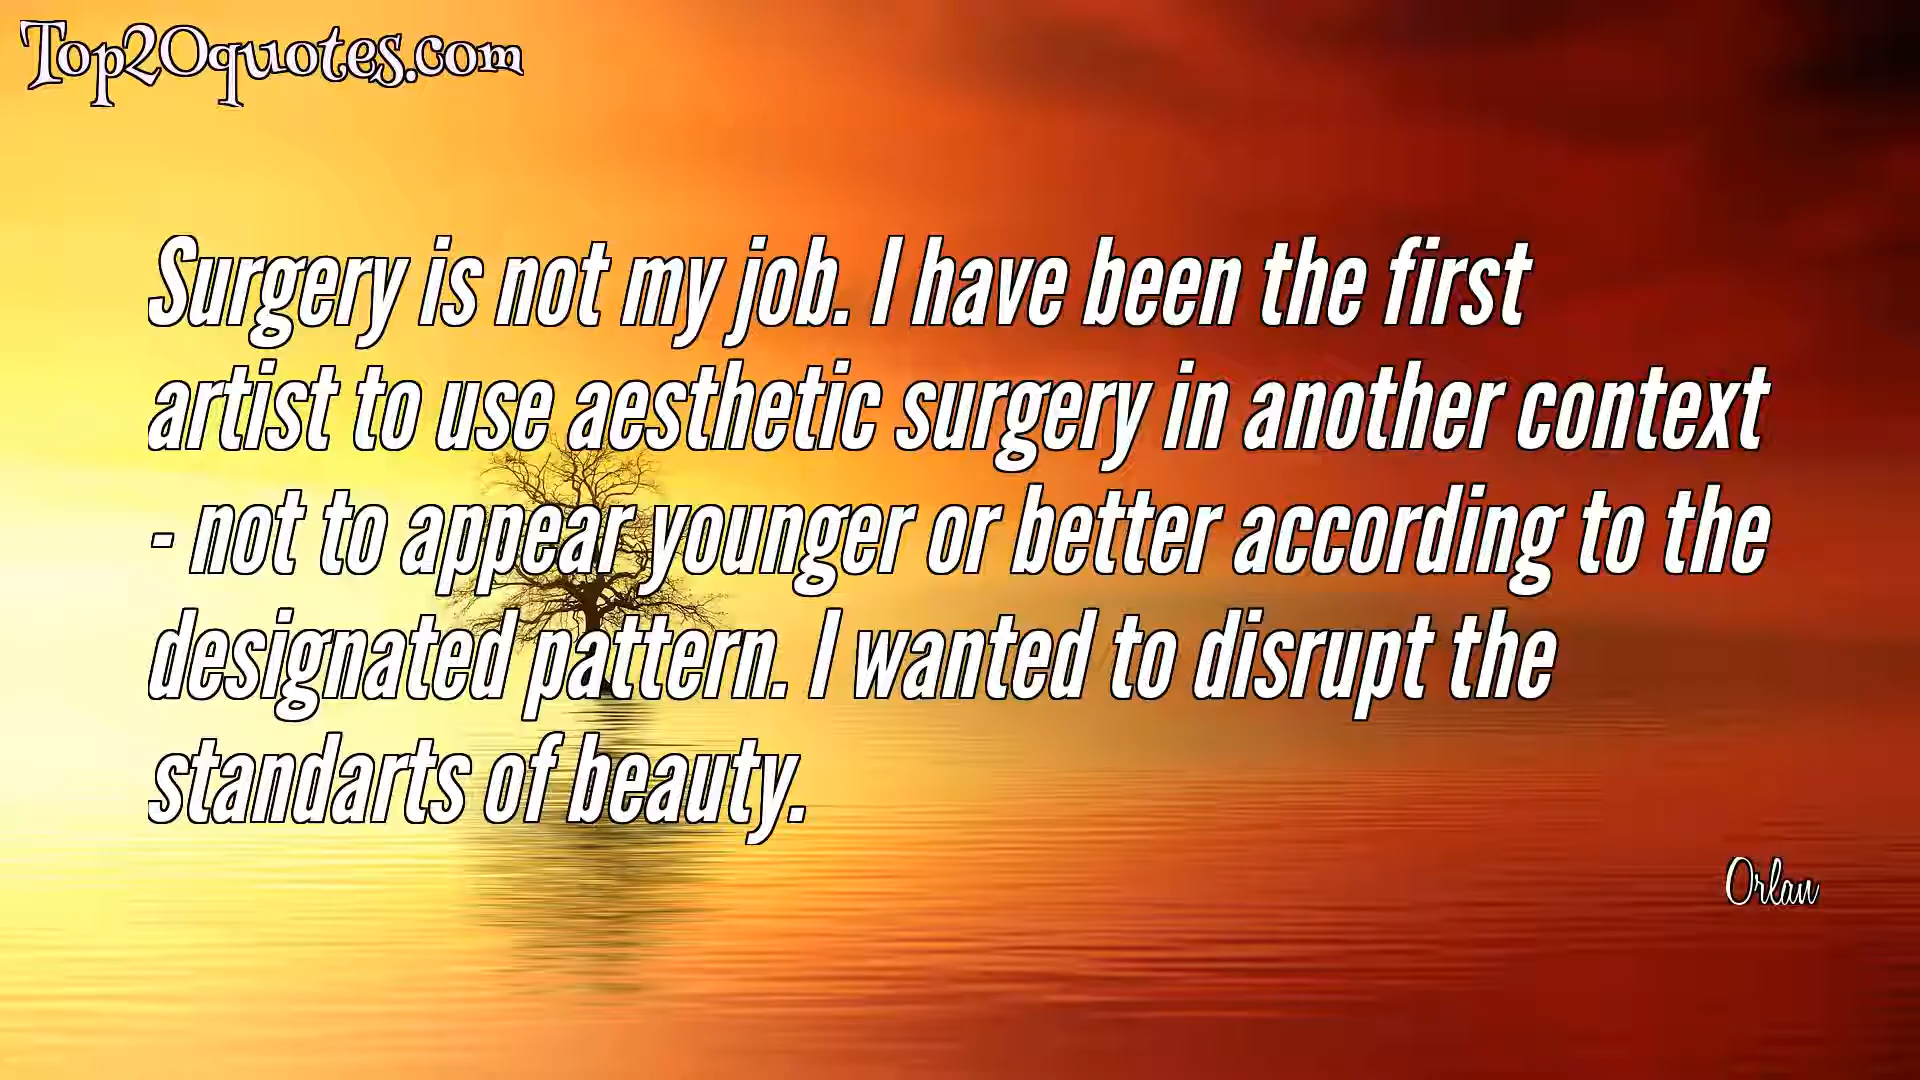 Top20quotes.com
Surgery is not my job. I have been the first
artist to use aesthetic surgery in another context
- not to appear younger or better according to the
designated pattern. I wanted to disrupt the
standarts of beauty.
Orlan